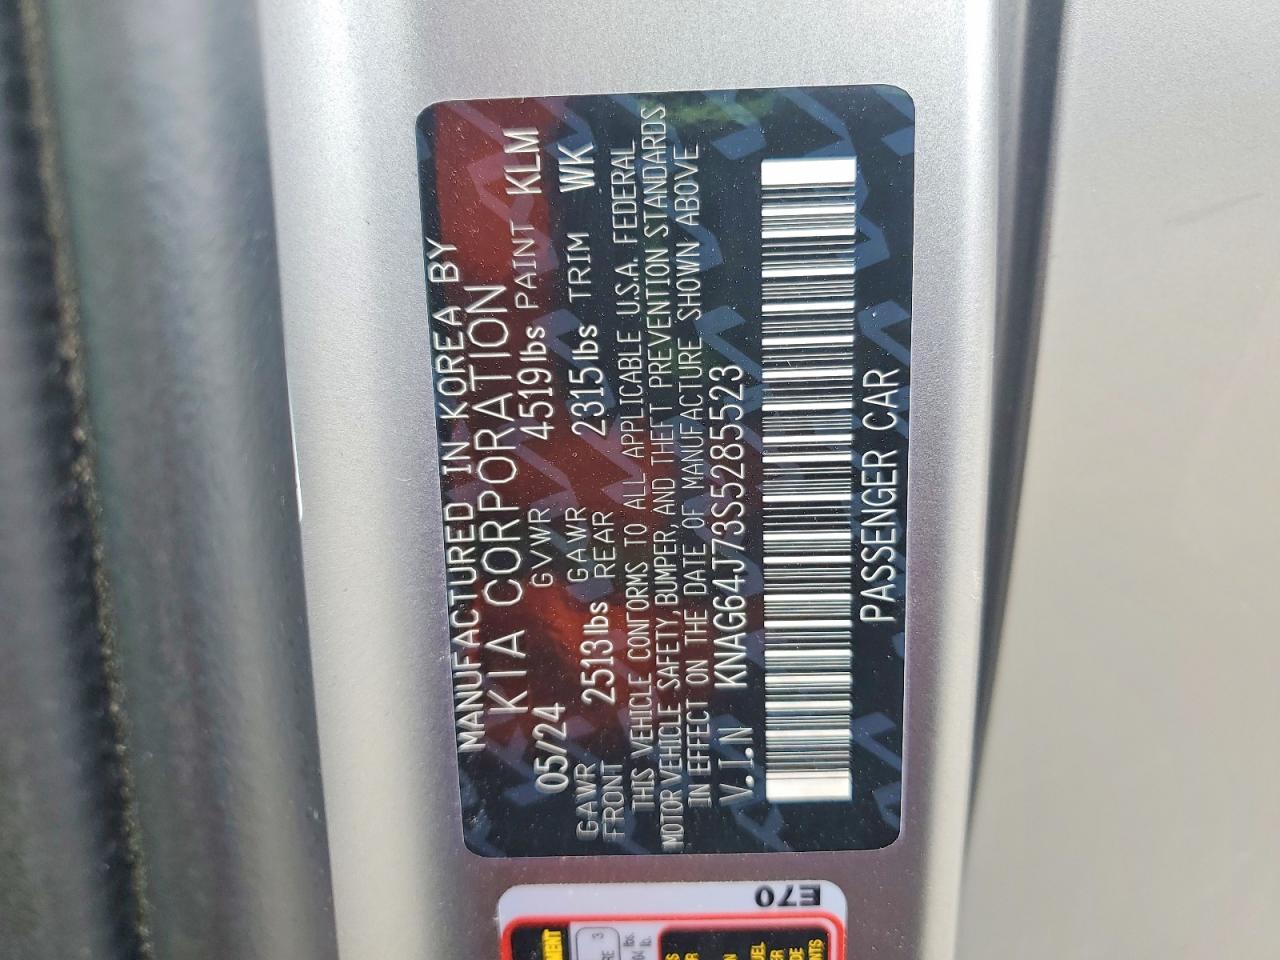 MANUFACTURED IN KOREA BY
KIA CORPORATION
05/24 GVWR 4519lbs PAINT KLM
GAWR FRONT 2513lbs GAWR REAR 2315lbs TRIM WK
THIS VEHICLE CONFORMS TO ALL APPLICABLE U.S.A. FEDERAL
MOTOR VEHICLE SAFETY, BUMPER, AND THEFT PREVENTION STANDARDS
IN EFFECT ON THE DATE OF MANUFACTURE SHOWN ABOVE
V.I.N KNAG64J73S5285523
PASSENGER CAR
E70